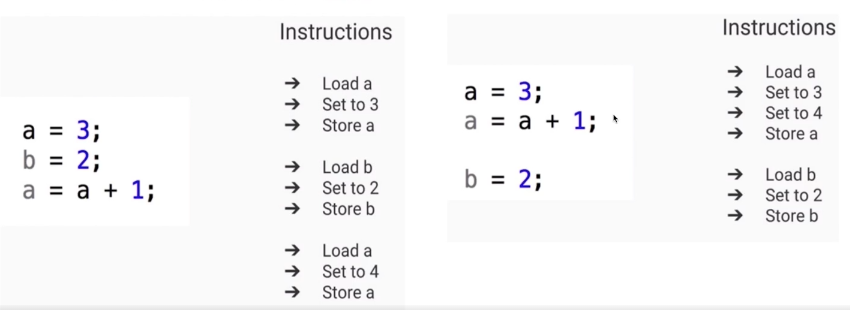 Instructions
a = 3;
b = 2;
a = a + 1;
→ Load a
→ Set to 3
→ Store a
→ Load b
→ Set to 2
→ Store b
→ Load a
→ Set to 4
→ Store a
Instructions
a = 3;
a = a + 1;
b = 2;
→ Load a
→ Set to 3
→ Set to 4
→ Store a
→ Load b
→ Set to 2
→ Store b